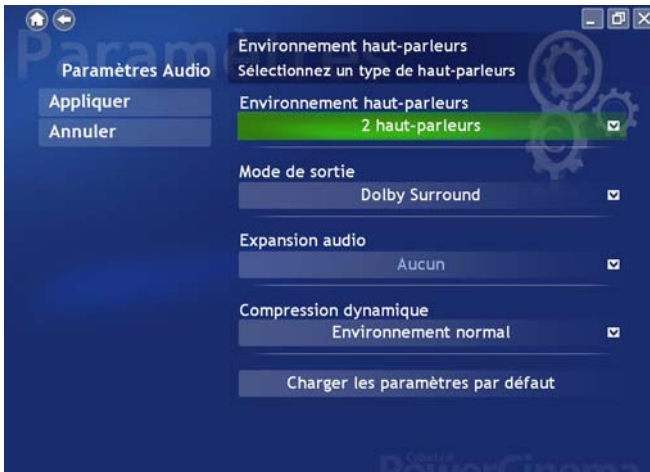 Paramètres
Environnement haut-parleurs
Paramètres Audio
Sélectionnez un type de haut-parleurs
Appliquer
Annuler
Environnement haut-parleurs
2 haut-parleurs
Mode de sortie
Dolby Surround
Expansion audio
Aucun
Compression dynamique
Environnement normal
Charger les paramètres par défaut
PowerCinema